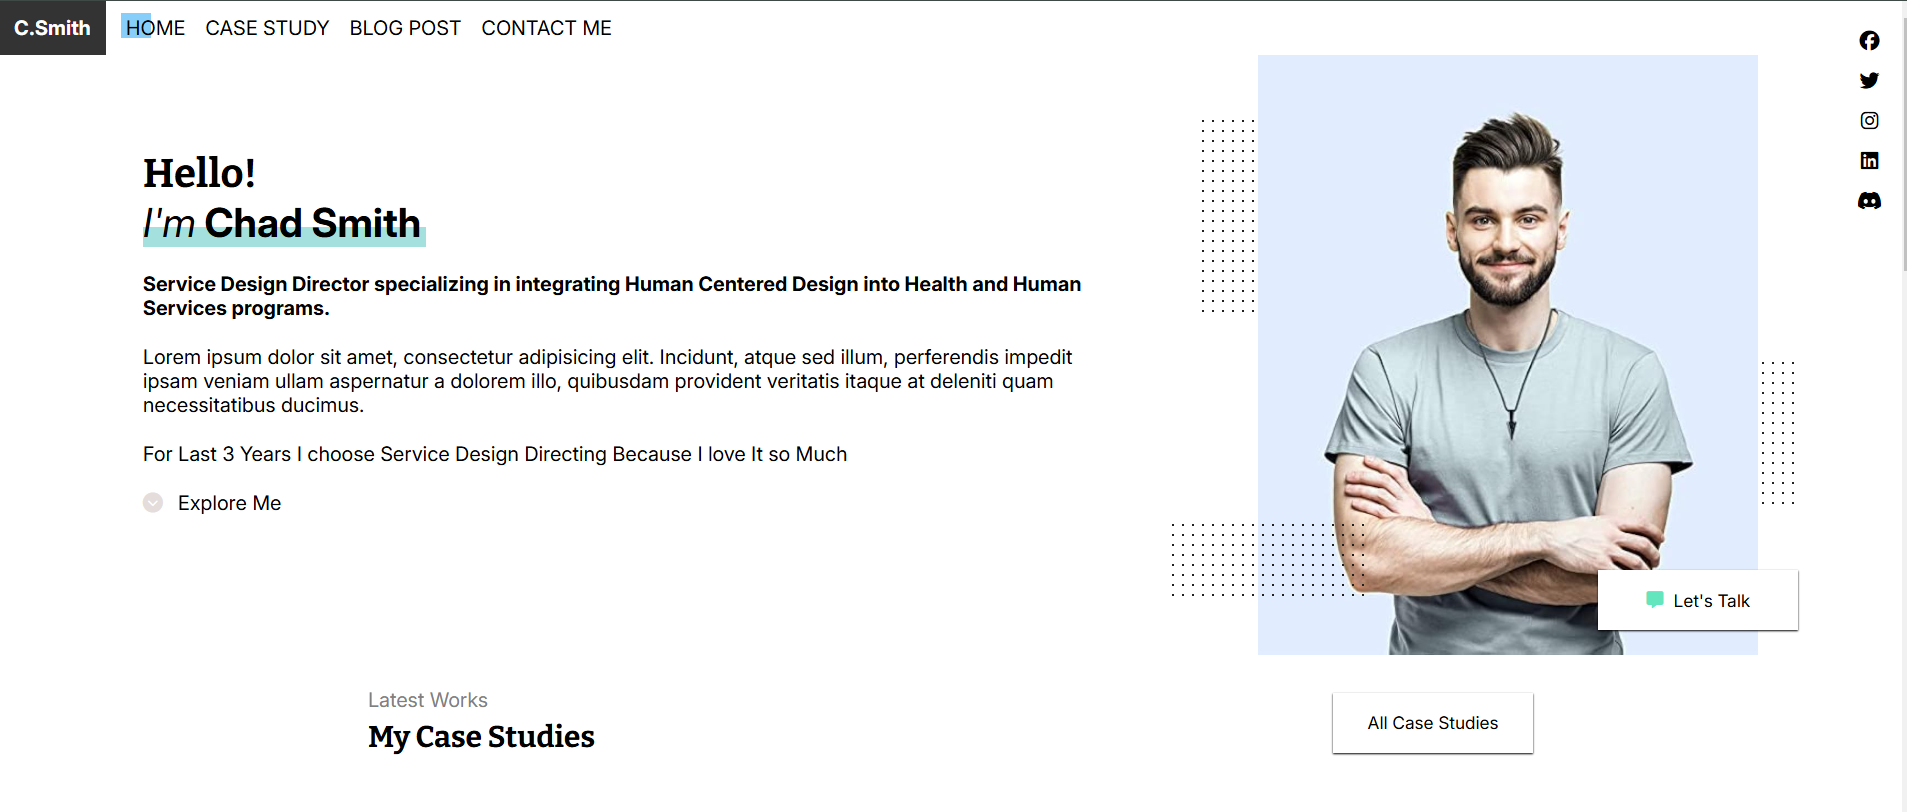 C.Smith
HOME CASE STUDY BLOG POST CONTACT ME
Hello!
I'm Chad Smith
Service Design Director specializing in integrating Human Centered Design into Health and Human
Services programs.
Lorem ipsum dolor sit amet, consectetur adipisicing elit. Incidunt, atque sed illum, perferendis impedit
ipsam veniam ullam aspernatur a dolorem illo, quibusdam provident veritatis itaque at deleniti quam
necessitatibus ducimus.
For Last 3 Years I choose Service Design Directing Because I love It so Much
Explore Me
Let's Talk
Latest Works
My Case Studies
All Case Studies